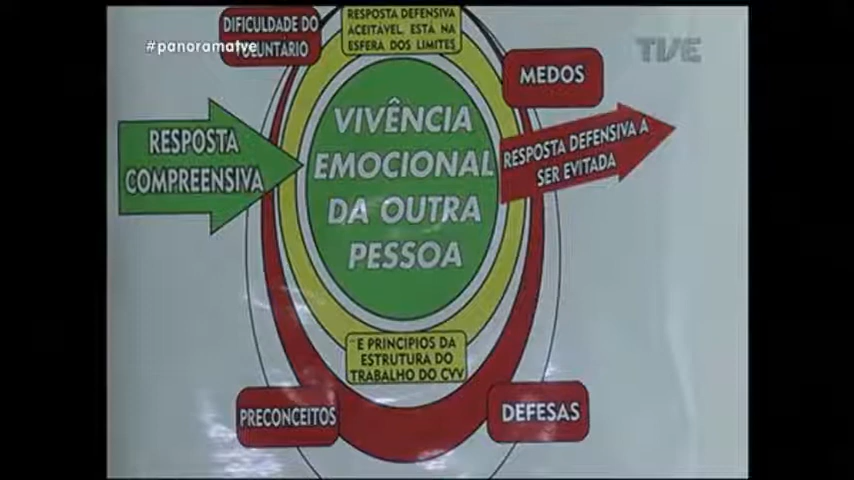 #panoramatve
TVE
DIFICULDADE DO
VOLUNTÁRIO
RESPOSTA DEFENSIVA
ACEITÁVEL, ESTÁ NA
ESFERA DOS LIMITES
MEDOS
RESPOSTA
COMPREENSIVA
VIVÊNCIA
EMOCIONAL
DA OUTRA
PESSOA
RESPOSTA DEFENSIVA A
SER EVITADA
E PRINCIPIOS DA
ESTRUTURA DO
TRABALHO DO CVV
PRECONCEITOS
DEFESAS